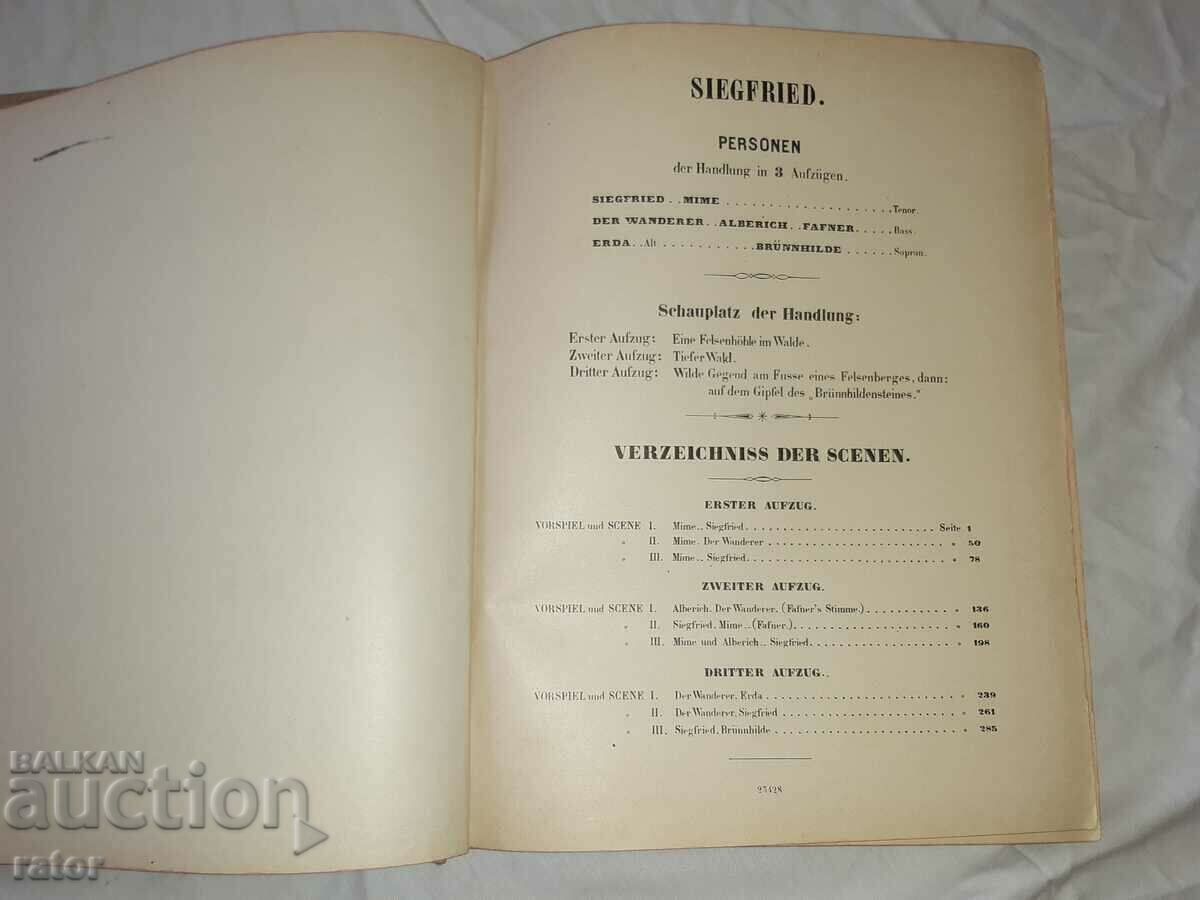 SIEGFRIED.
PERSONEN
der Handlung in 3 Aufzügen.
SIEGFRIED..MIME....................Tenor.
DER WANDERER..ALBERICH..FAFNER.....Bass.
ERDA..Alt...........BRÜNNHILDE......Sopran.
Schauplatz der Handlung:
Erster Aufzug: Eine Felsenhöhle im Walde.
Zweiter Aufzug: Tiefer Wald.
Dritter Aufzug: Wilde Gegend am Fusse eines Felsenberges, dann:
auf dem Gipfel des „Brünnhildensteines.“
VERZEICHNISS DER SCENEN.
ERSTER AUFZUG.
VORSPIEL und SCENE I. Mime.. Siegfried........................ Seite 1
" II. Mime. Der Wanderer........................ " 50
" III. Mime.. Siegfried........................ " 78
ZWEITER AUFZUG.
VORSPIEL und SCENE I. Alberich. Der Wanderer. (Fafner's Stimme.)............ " 136
" II. Siegfried. Mime..(Fafner.).................... " 160
" III. Mime und Alberich.. Siegfried.................. " 198
DRITTER AUFZUG..
VORSPIEL und SCENE I. Der Wanderer. Erda........................ " 239
" II. Der Wanderer. Siegfried...................... " 261
" III. Siegfried. Brünnhilde...................... " 285
23428
BALKAN
auction
rator